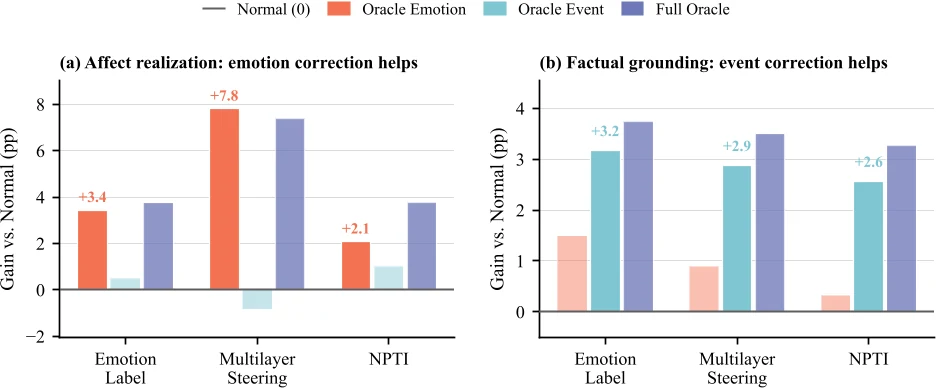 Normal (0) Oracle Emotion Oracle Event Full Oracle
(a) Affect realization: emotion correction helps
Gain vs. Normal (pp)
8
6
4
2
0
−2
+3.4
+7.8
+2.1
Emotion
Label
Multilayer
Steering
NPTI
(b) Factual grounding: event correction helps
Gain vs. Normal (pp)
4
3
2
1
0
+3.2
+2.9
+2.6
Emotion
Label
Multilayer
Steering
NPTI